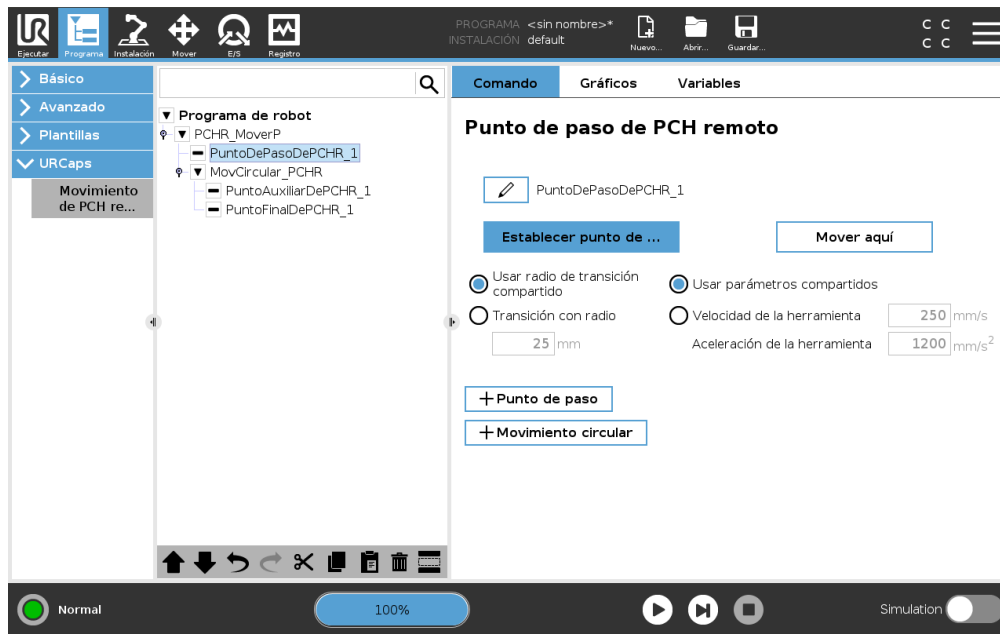 PROGRAMA <sin nombre>*
INSTALACIÓN default
C C
C C
Ejecutar Programa Instalación Mover E/S Registro Nuevo... Abrir... Guardar...
Básico
Avanzado
Plantillas
URCaps
Movimiento
de PCH re...
Programa de robot
PCHR_MoverP
PuntoDePasoDePCHR_1
MovCircular_PCHR
PuntoAuxiliarDePCHR_1
PuntoFinalDePCHR_1
Comando Gráficos Variables
Punto de paso de PCH remoto
PuntoDePasoDePCHR_1
Establecer punto de ... Mover aquí
Usar radio de transición
compartido
Usar parámetros compartidos
Transición con radio
25 mm
Velocidad de la herramienta 250 mm/s
Aceleración de la herramienta 1200 mm/s²
+Punto de paso
+Movimiento circular
Normal 100% Simulation